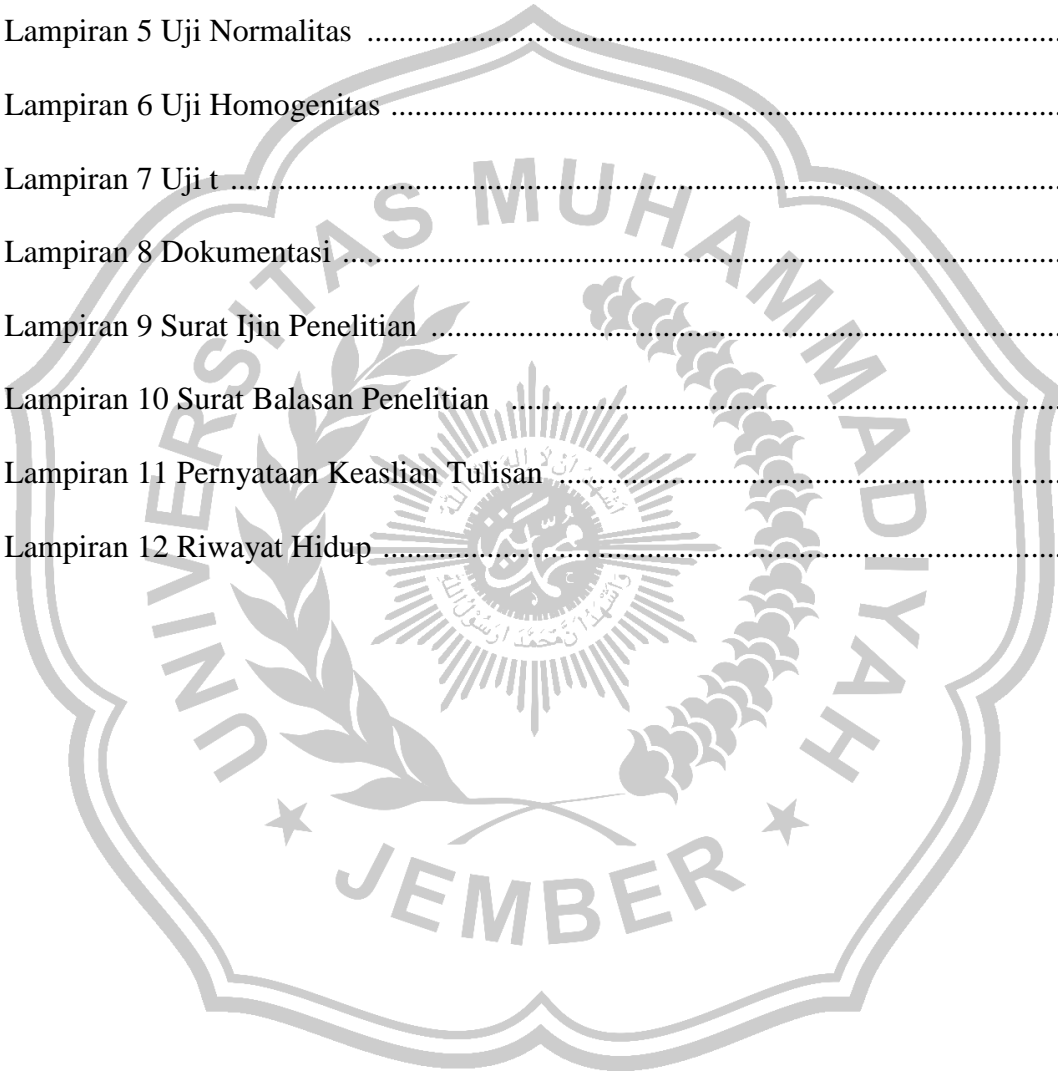 Lampiran 5 Uji Normalitas ........................................................................................
Lampiran 6 Uji Homogenitas .....................................................................................
Lampiran 7 Uji t .........................................................................................................
Lampiran 8 Dokumentasi ...........................................................................................
Lampiran 9 Surat Ijin Penelitian ................................................................................
Lampiran 10 Surat Balasan Penelitian ......................................................................
Lampiran 11 Pernyataan Keaslian Tulisan ................................................................
Lampiran 12 Riwayat Hidup ......................................................................................
UNIVERSITAS MUHAMMADIYAH
JEMBER